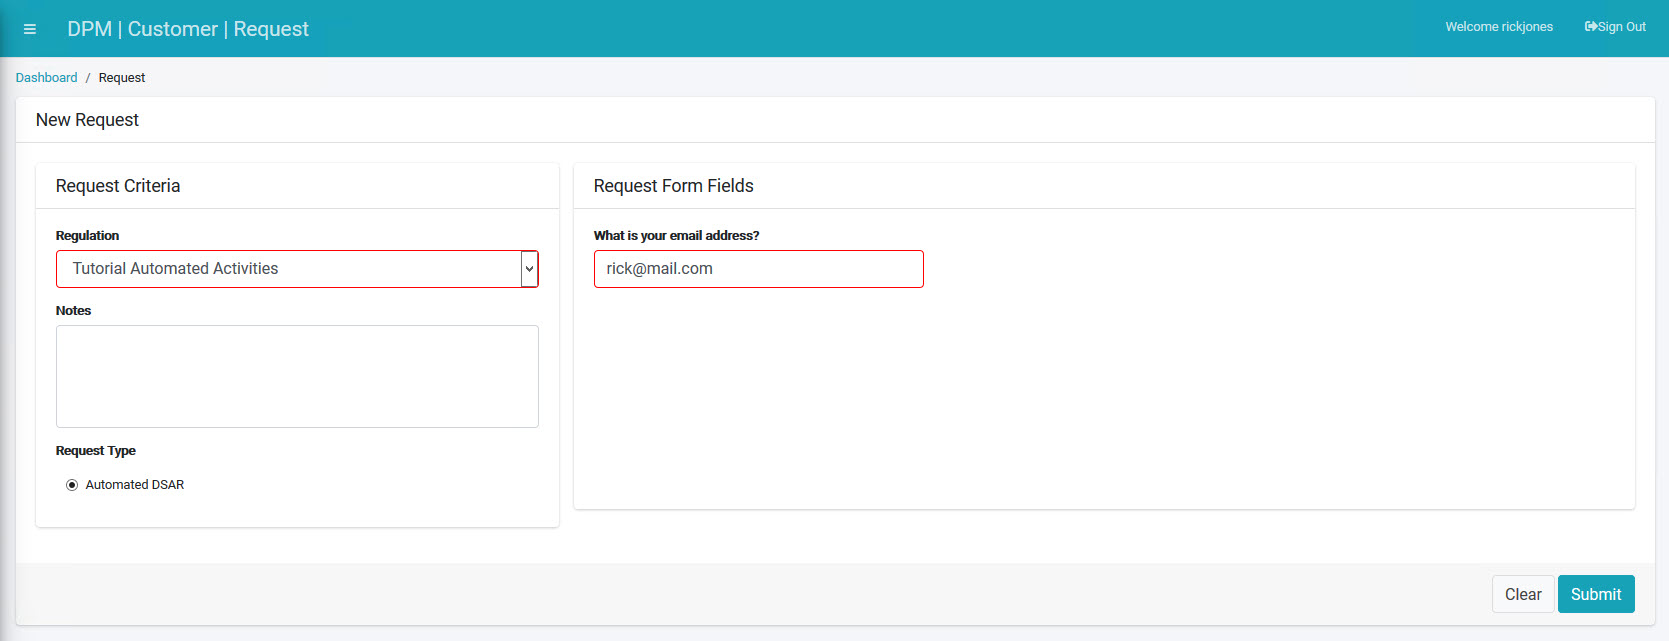 DPM | Customer | Request
Welcome rickjones
Sign Out
Dashboard / Request
New Request
Request Criteria
Regulation
Tutorial Automated Activities
Notes
Request Type
Automated DSAR
Request Form Fields
What is your email address?
rick@mail.com
Clear
Submit